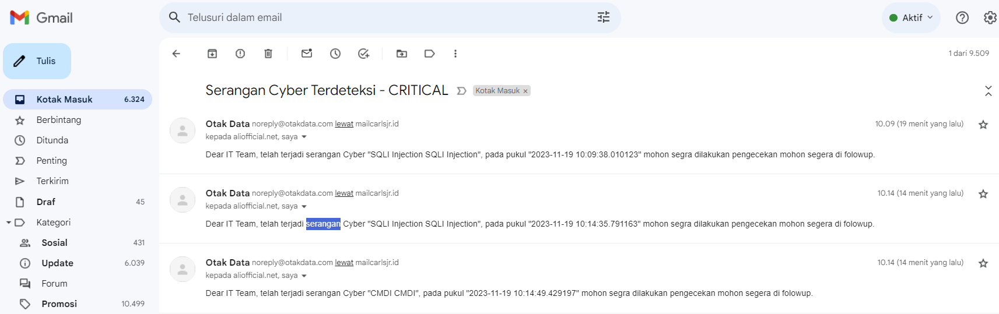 Gmail
Telusuri dalam email
Aktif
Tulis
1 dari 9.509
Serangan Cyber Terdeteksi - CRITICAL
Kotak Masuk ×
Kotak Masuk 6.324
Berbintang
Ditunda
Penting
Terkirim
Draf 45
Kategori
Sosial 431
Update 6.039
Forum
Promosi 10.499
Otak Data noreply@otakdata.com lewat mailcarlsjr.id
10.09 (19 menit yang lalu)
kepada aliofficial.net, saya
Dear IT Team, telah terjadi serangan Cyber "SQLI Injection SQLI Injection", pada pukul "2023-11-19 10:09:38.010123" mohon segra dilakukan pengecekan mohon segera di folowup.
Otak Data noreply@otakdata.com lewat mailcarlsjr.id
10.14 (14 menit yang lalu)
kepada aliofficial.net, saya
Dear IT Team, telah terjadi serangan Cyber "SQLI Injection SQLI Injection", pada pukul "2023-11-19 10:14:35.791163" mohon segra dilakukan pengecekan mohon segera di folowup.
Otak Data noreply@otakdata.com lewat mailcarlsjr.id
10.14 (14 menit yang lalu)
kepada aliofficial.net, saya
Dear IT Team, telah terjadi serangan Cyber "CMDI CMDI", pada pukul "2023-11-19 10:14:49.429197" mohon segra dilakukan pengecekan mohon segera di folowup.